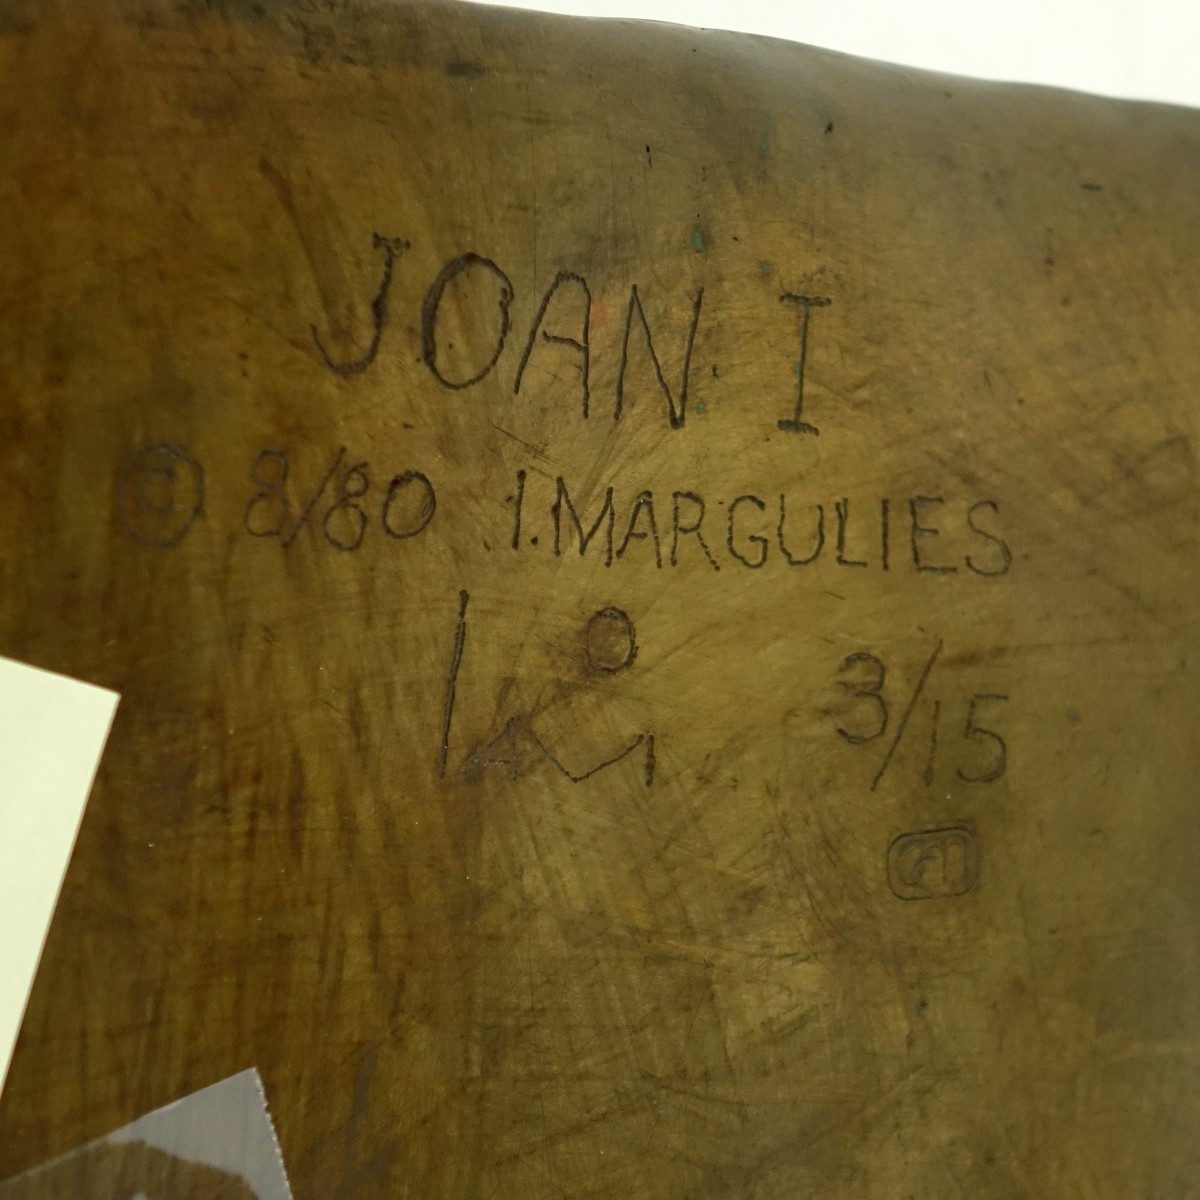 JOAN I
© 8/80 I.MARGULIES
3/15